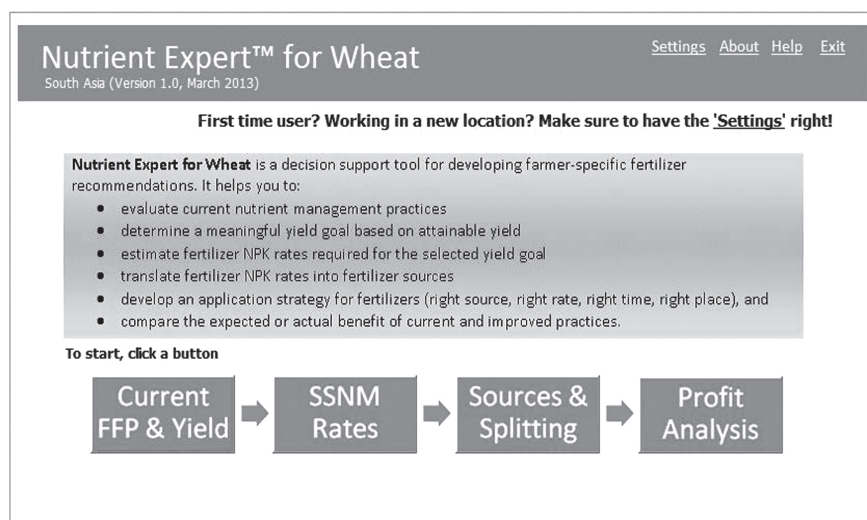 Nutrient Expert™ for Wheat
South Asia (Version 1.0, March 2013)
Settings About Help Exit
First time user? Working in a new location? Make sure to have the 'Settings' right!
Nutrient Expert for Wheat is a decision support tool for developing farmer-specific fertilizer
recommendations. It helps you to:
• evaluate current nutrient management practices
• determine a meaningful yield goal based on attainable yield
• estimate fertilizer NPK rates required for the selected yield goal
• translate fertilizer NPK rates into fertilizer sources
• develop an application strategy for fertilizers (right source, right rate, right time, right place), and
• compare the expected or actual benefit of current and improved practices.
To start, click a button
Current
FFP & Yield
SSNM
Rates
Sources &
Splitting
Profit
Analysis